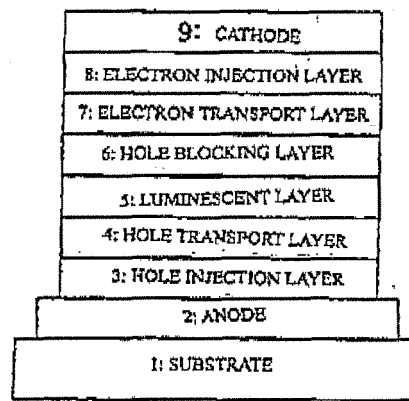 9: CATHODE
8: ELECTRON INJECTION LAYER
7: ELECTRON TRANSPORT LAYER
6: HOLE BLOCKING LAYER
5: LUMINESCENT LAYER
4: HOLE TRANSPORT LAYER
3: HOLE INJECTION LAYER
2: ANODE
1: SUBSTRATE